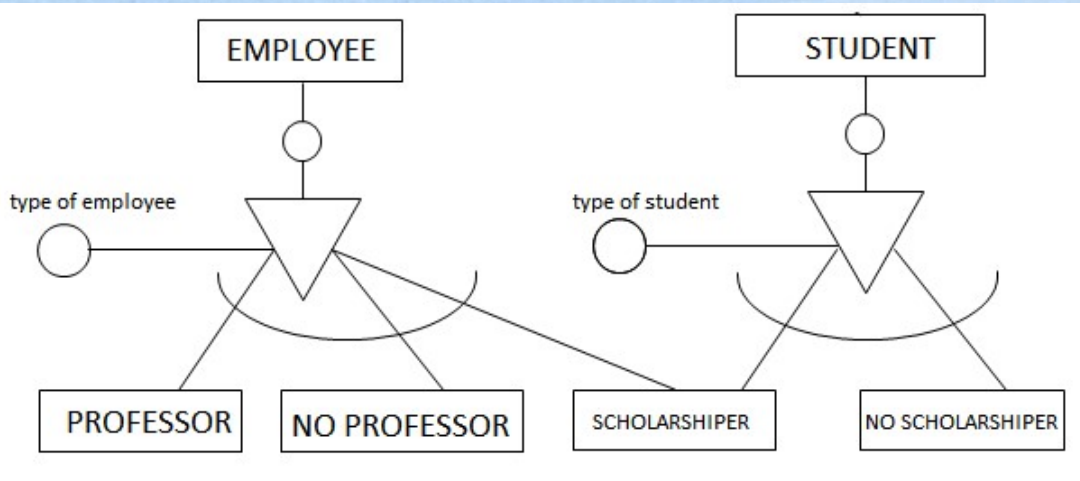 EMPLOYEE
STUDENT
type of employee
type of student
PROFESSOR
NO PROFESSOR
SCHOLARSHIPER
NO SCHOLARSHIPER